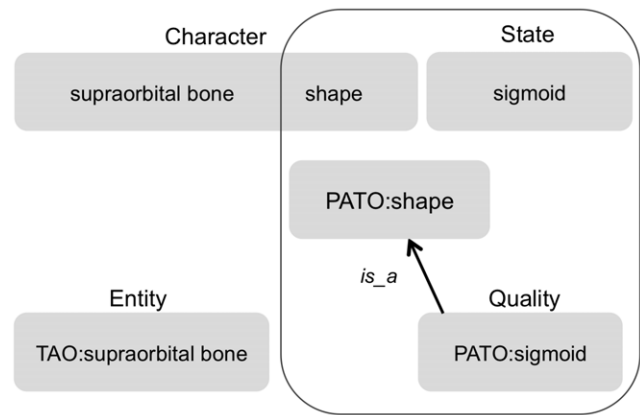 Character State
supraorbital bone shape sigmoid
PATO:shape
is_a
Entity Quality
TAO:supraorbital bone PATO:sigmoid